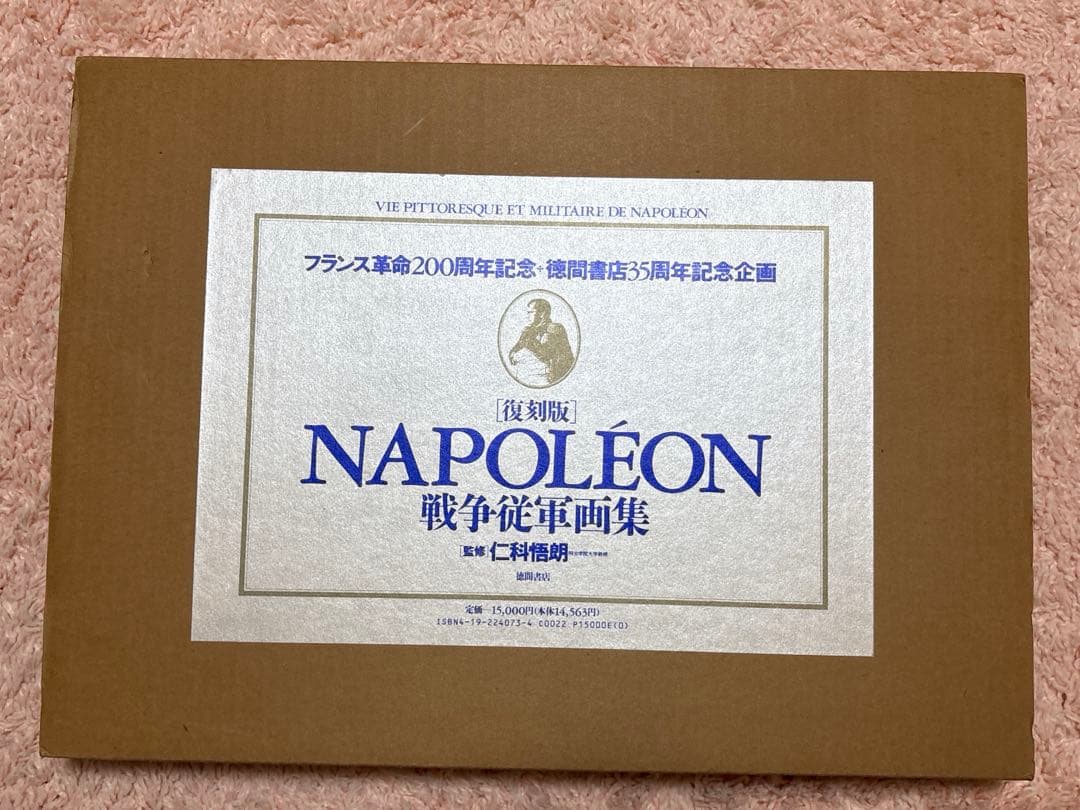 VIE PITTORESQUE ET MILITAIRE DE NAPOLÉON
フランス革命200周年記念+徳間書店35周年記念企画
[復刻版]
NAPOLÉON
戦争従軍画集
[監修]仁科悟朗
徳間書店
定価 15,000円(本体14,563円)
ISBN4-19-224073-4 C0022 P15000E(0)